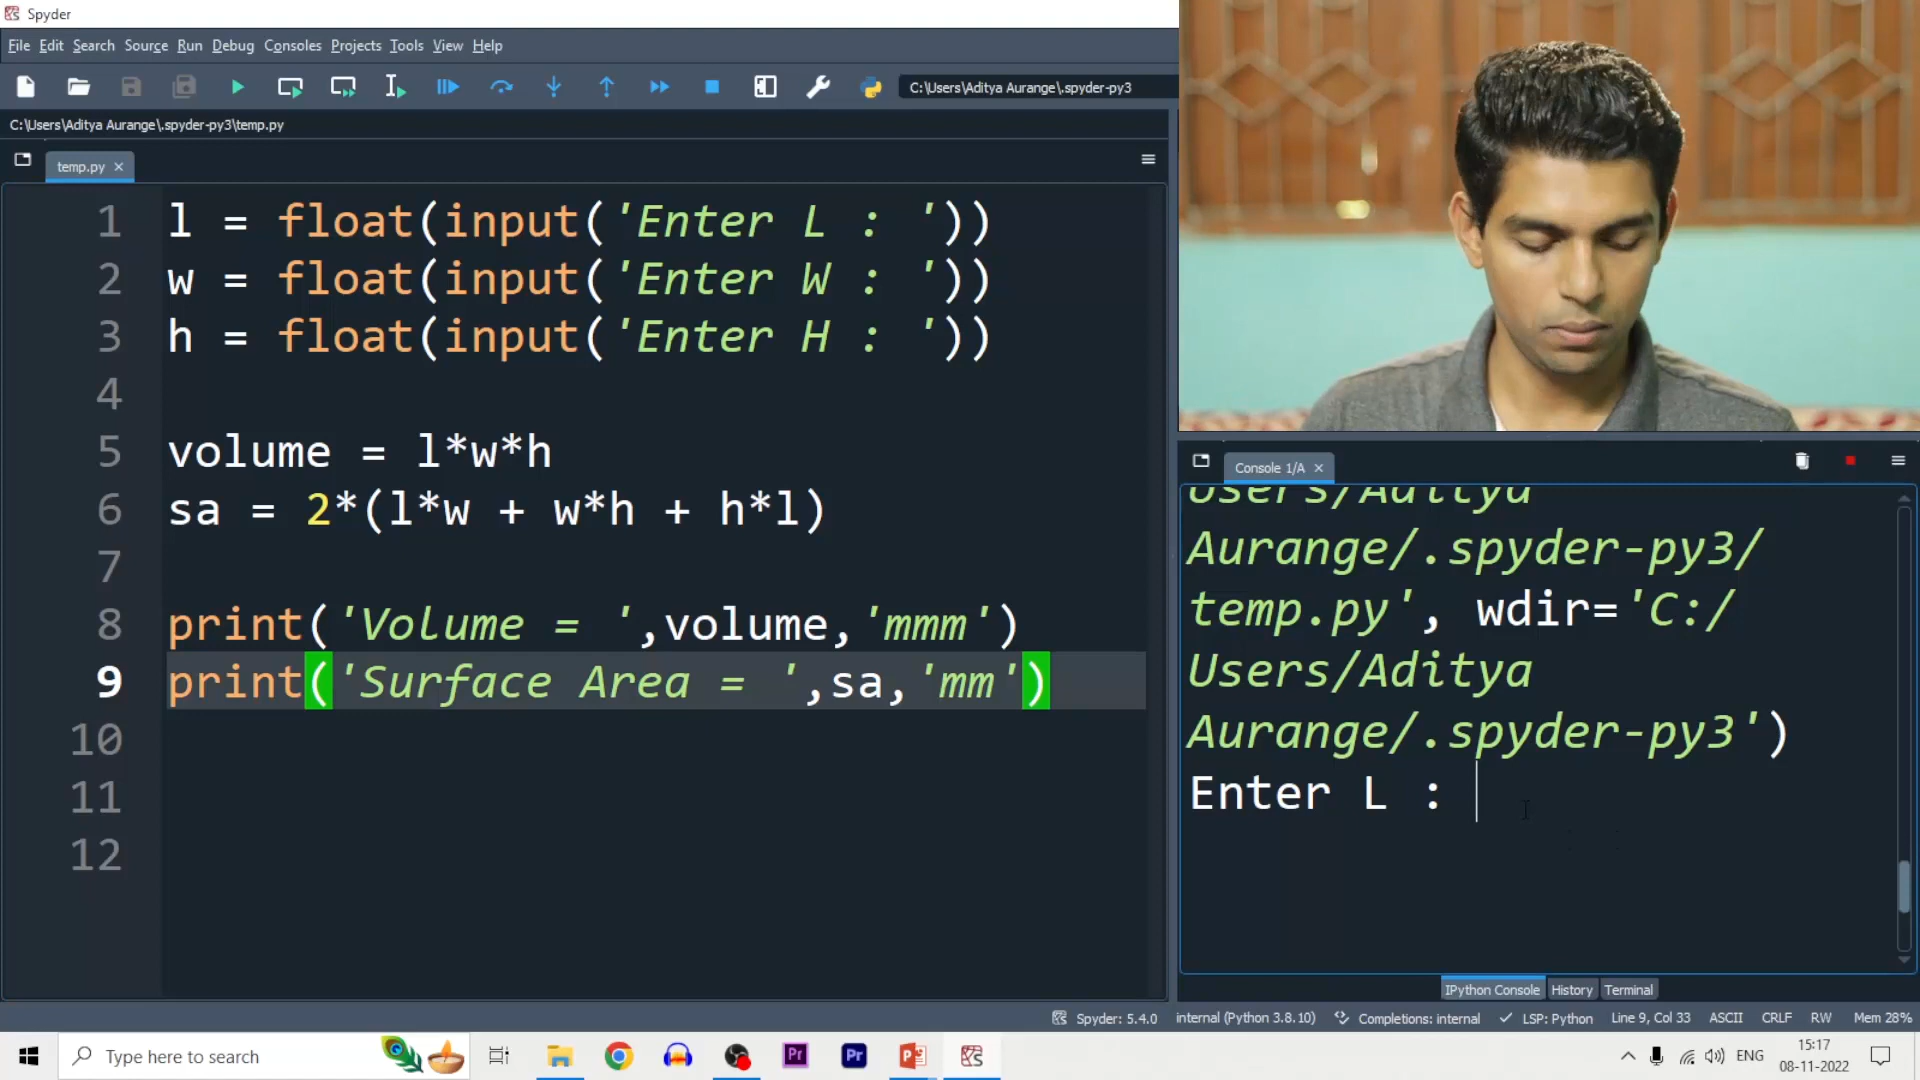 Spyder
File Edit Search Source Run Debug Consoles Projects Tools View Help
C:\Users\Aditya Aurange\.spyder-py3
C:\Users\Aditya Aurange\.spyder-py3\temp.py
temp.py
1 l = float(input('Enter L : '))
2 w = float(input('Enter W : '))
3 h = float(input('Enter H : '))
4
5 volume = l*w*h
6 sa = 2*(l*w + w*h + h*l)
7
8 print('Volume = ',volume,'mmm')
9 print('Surface Area = ',sa,'mm')
10
11
12
Console 1/A
Users/Aditya
Aurange/.spyder-py3/
temp.py', wdir='C:/
Users/Aditya
Aurange/.spyder-py3')
Enter L :
IPython Console History Terminal
Spyder: 5.4.0 internal (Python 3.8.10) Completions: internal LSP: Python Line 9, Col 33 ASCII CRLF RW Mem 28%
Type here to search
Pr
Pr
ENG
15:17
08-11-2022